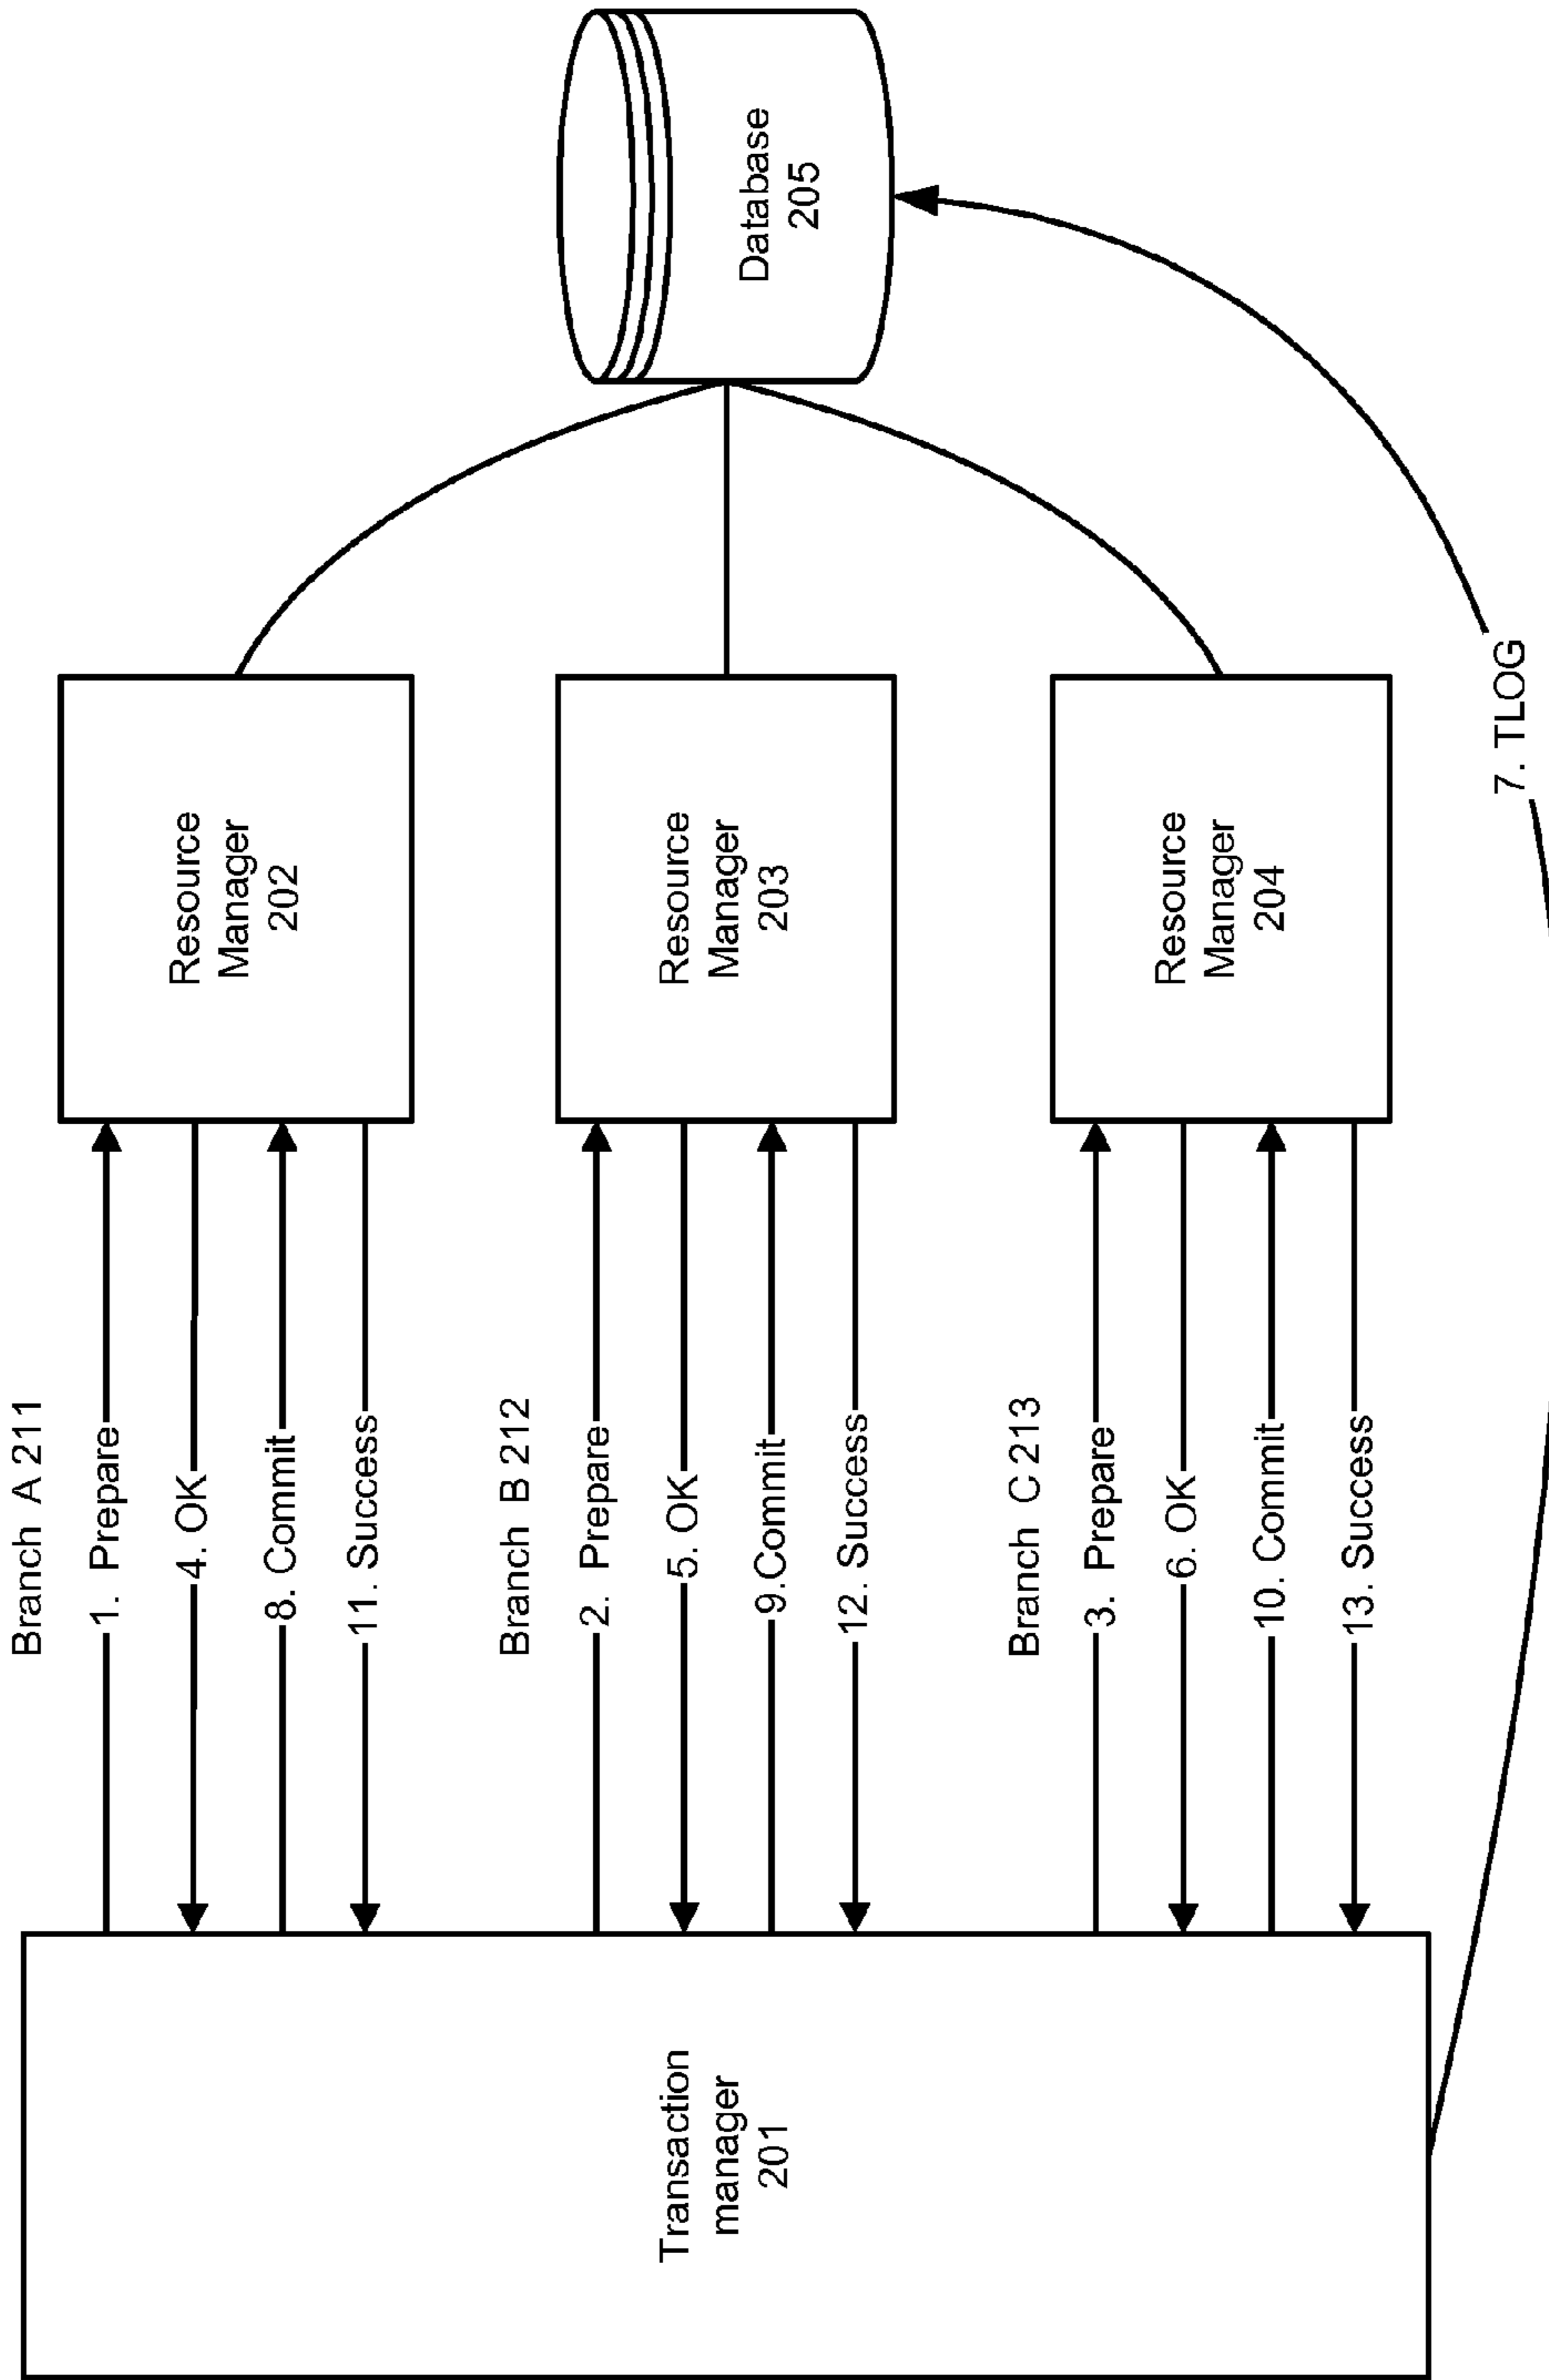 Branch A 211
1. Prepare
4. OK
8. Commit
11. Success
Branch B 212
2. Prepare
5. OK
9.Commit
12. Success
Branch C 213
3. Prepare
6. OK
10. Commit
13. Success
Transaction
manager
201
Resource
Manager
202
Resource
Manager
203
Resource
Manager
204
Database
205
7. TLOG